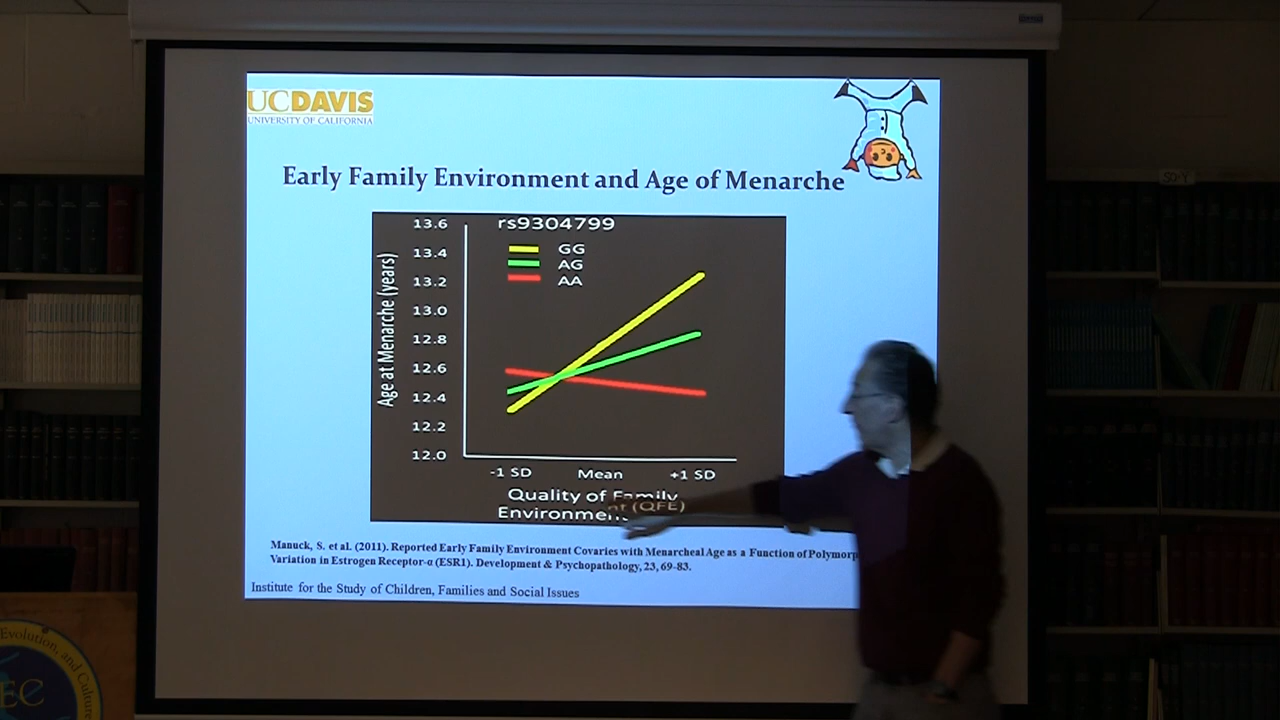 UCDAVIS
UNIVERSITY OF CALIFORNIA
Early Family Environment and Age of Menarche
rs9304799
GG
AG
AA
Age at Menarche (years)
13.6
13.4
13.2
13.0
12.8
12.6
12.4
12.2
12.0
-1 SD Mean +1 SD
Quality of Family
Environment (QFE)
Manuck, S. et al. (2011). Reported Early Family Environment Covaries with Menarcheal Age as a Function of
Variation in Estrogen Receptor-α (ESR1). Development & Psychopathology, 23, 69-83.
Institute for the Study of Children, Families and Social Issues
Evolution, and
EC